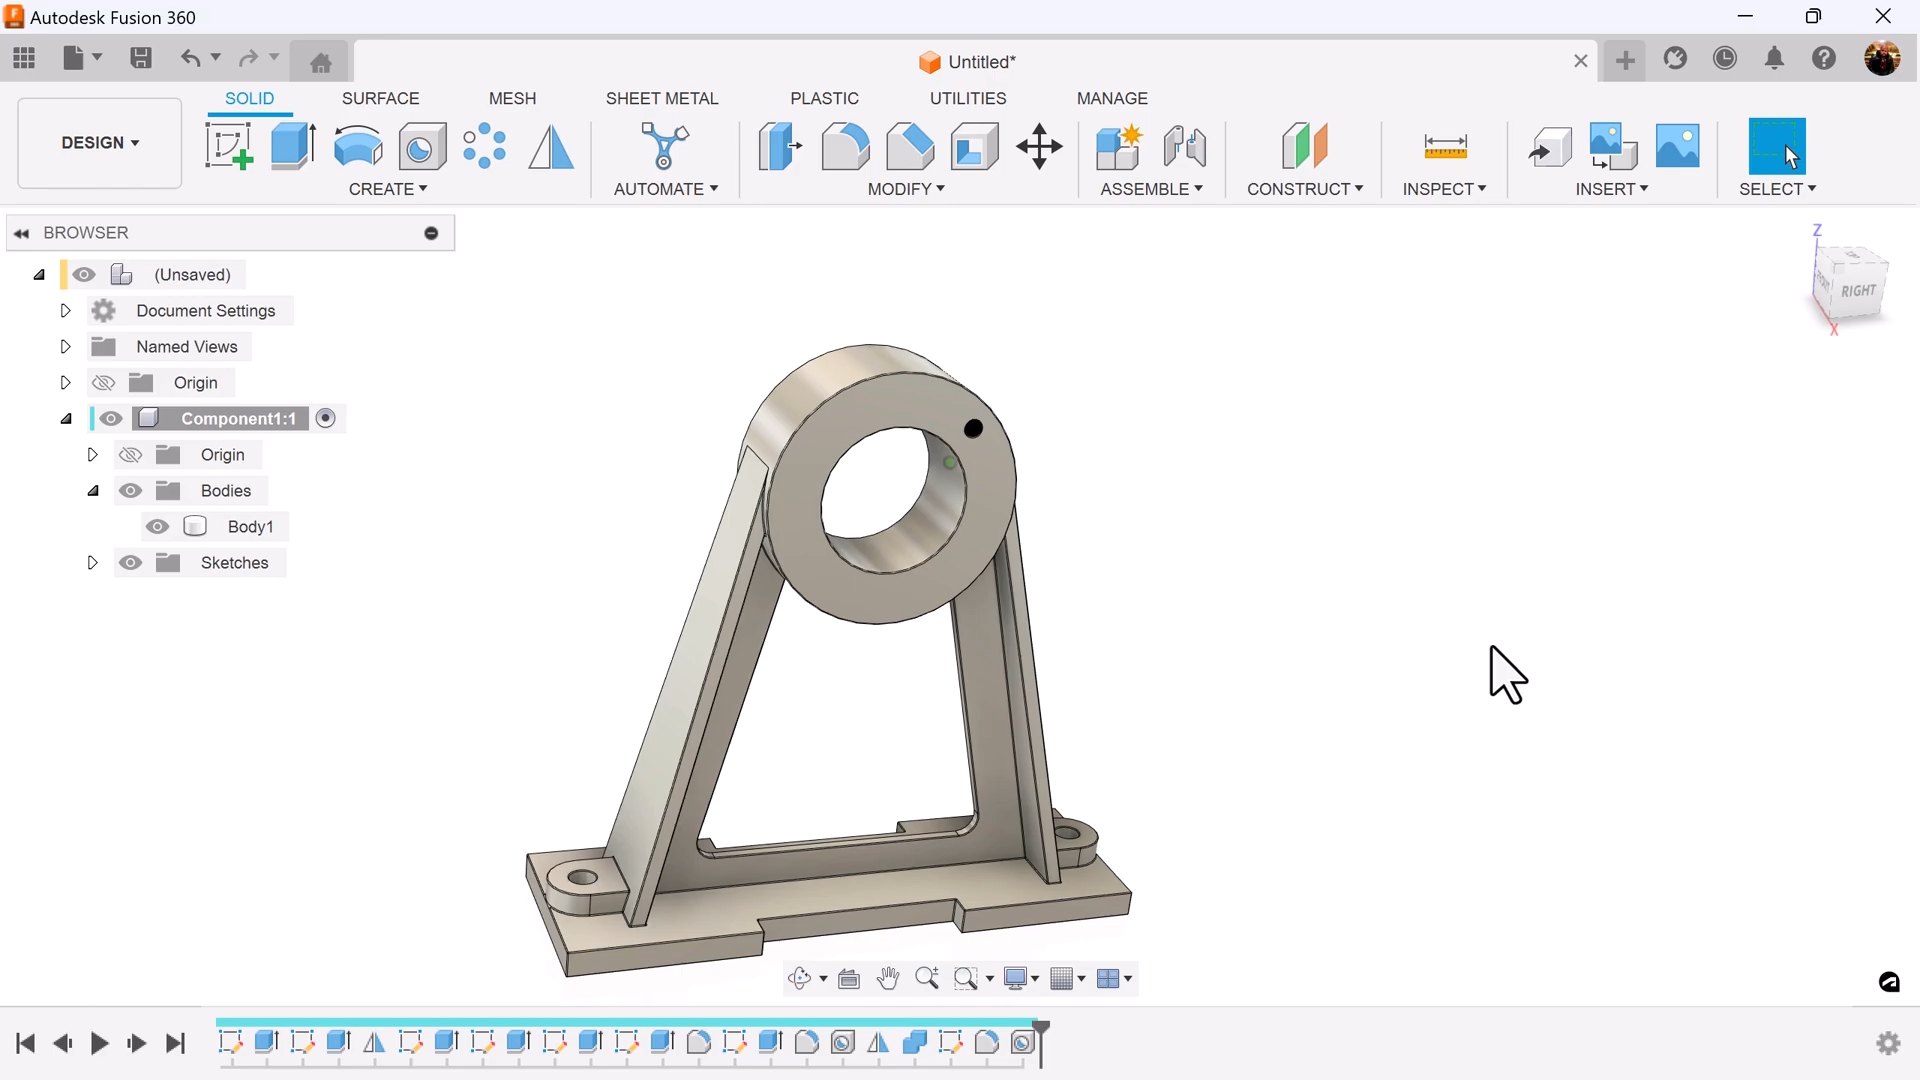 Autodesk Fusion 360
Untitled*
SOLID
SURFACE
MESH
SHEET METAL
PLASTIC
UTILITIES
MANAGE
DESIGN
CREATE
AUTOMATE
MODIFY
ASSEMBLE
CONSTRUCT
INSPECT
INSERT
SELECT
BROWSER
(Unsaved)
Document Settings
Named Views
Origin
Component1:1
Origin
Bodies
Body1
Sketches
Z
RIGHT
X